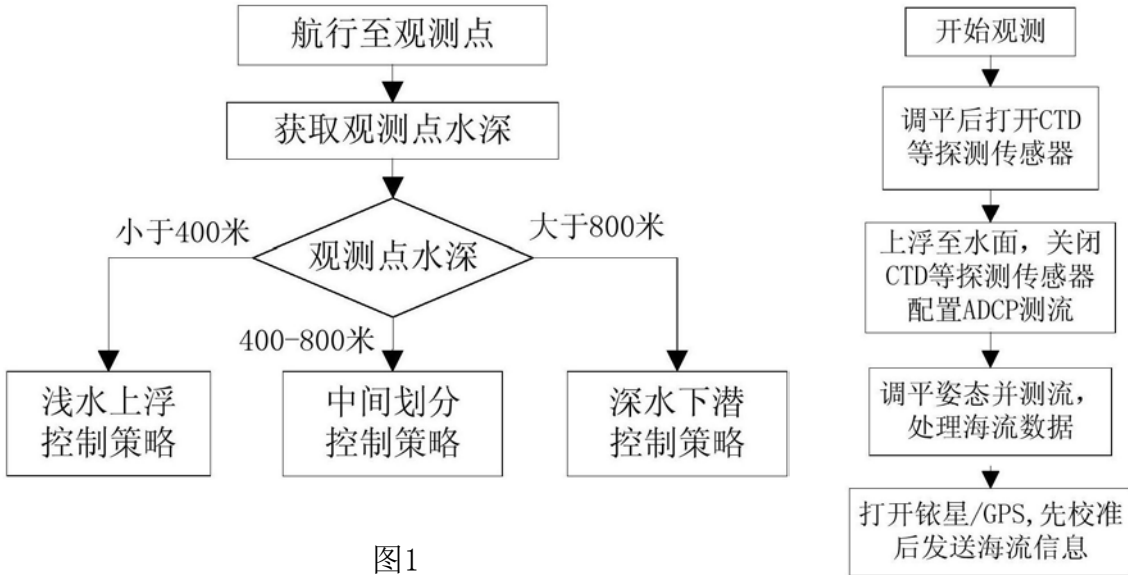 航行至观测点
获取观测点水深
小于400米
观测点水深
大于800米
400-800米
浅水上浮
控制策略
中间划分
控制策略
深水下潜
控制策略
图1
开始观测
调平后打开CTD
等探测传感器
上浮至水面，关闭
CTD等探测传感器
配置ADCP测流
调平姿态并测流，
处理海流数据
打开铱星/GPS,先校准
后发送海流信息